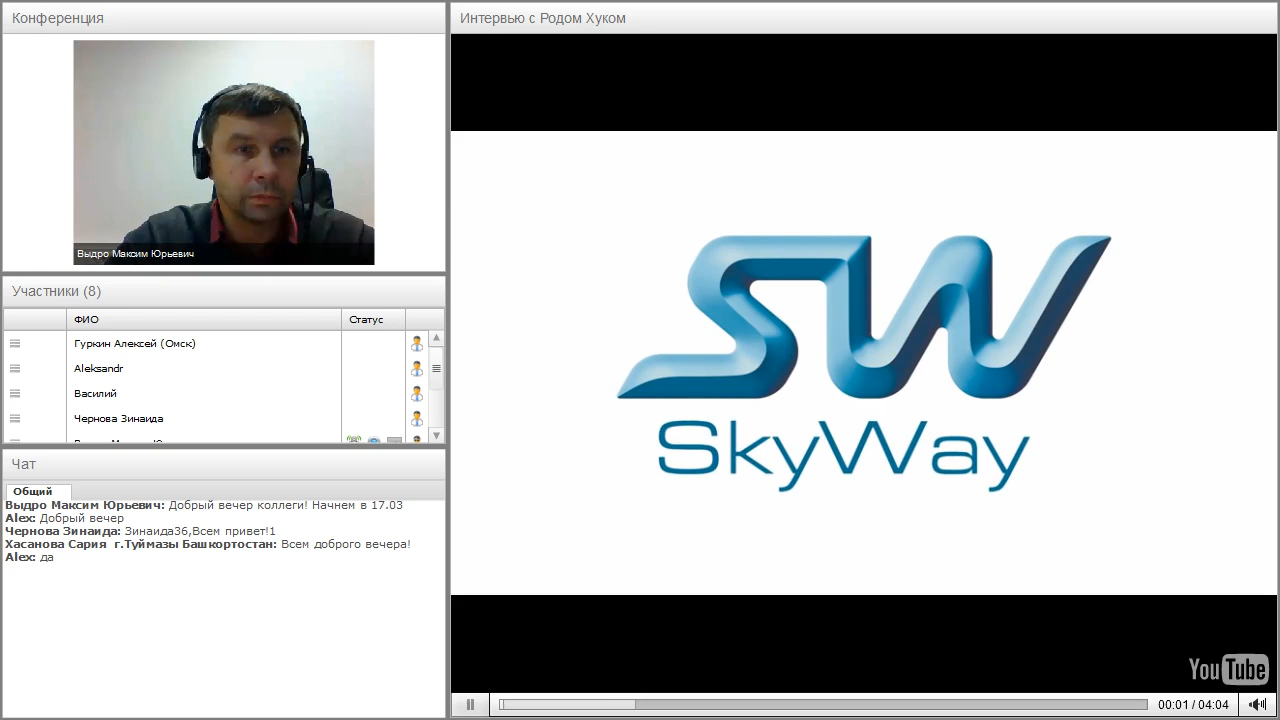 Конференция
Выдро Максим Юрьевич
Участники (8)
ФИО
Статус
Гуркин Алексей (Омск)
Aleksandr
Василий
Чернова Зинаида
Чат
Общий
Выдро Максим Юрьевич: Добрый вечер коллеги! Начнем в 17.03
Alex: Добрый вечер
Чернова Зинаида: Зинаида36,Всем привет!1
Хасанова Сария г.Туймазы Башкортостан: Всем доброго вечера!
Alex: да
Интервью с Родом Хуком
SW
SkyWay
YouTube
00:01 / 04:04